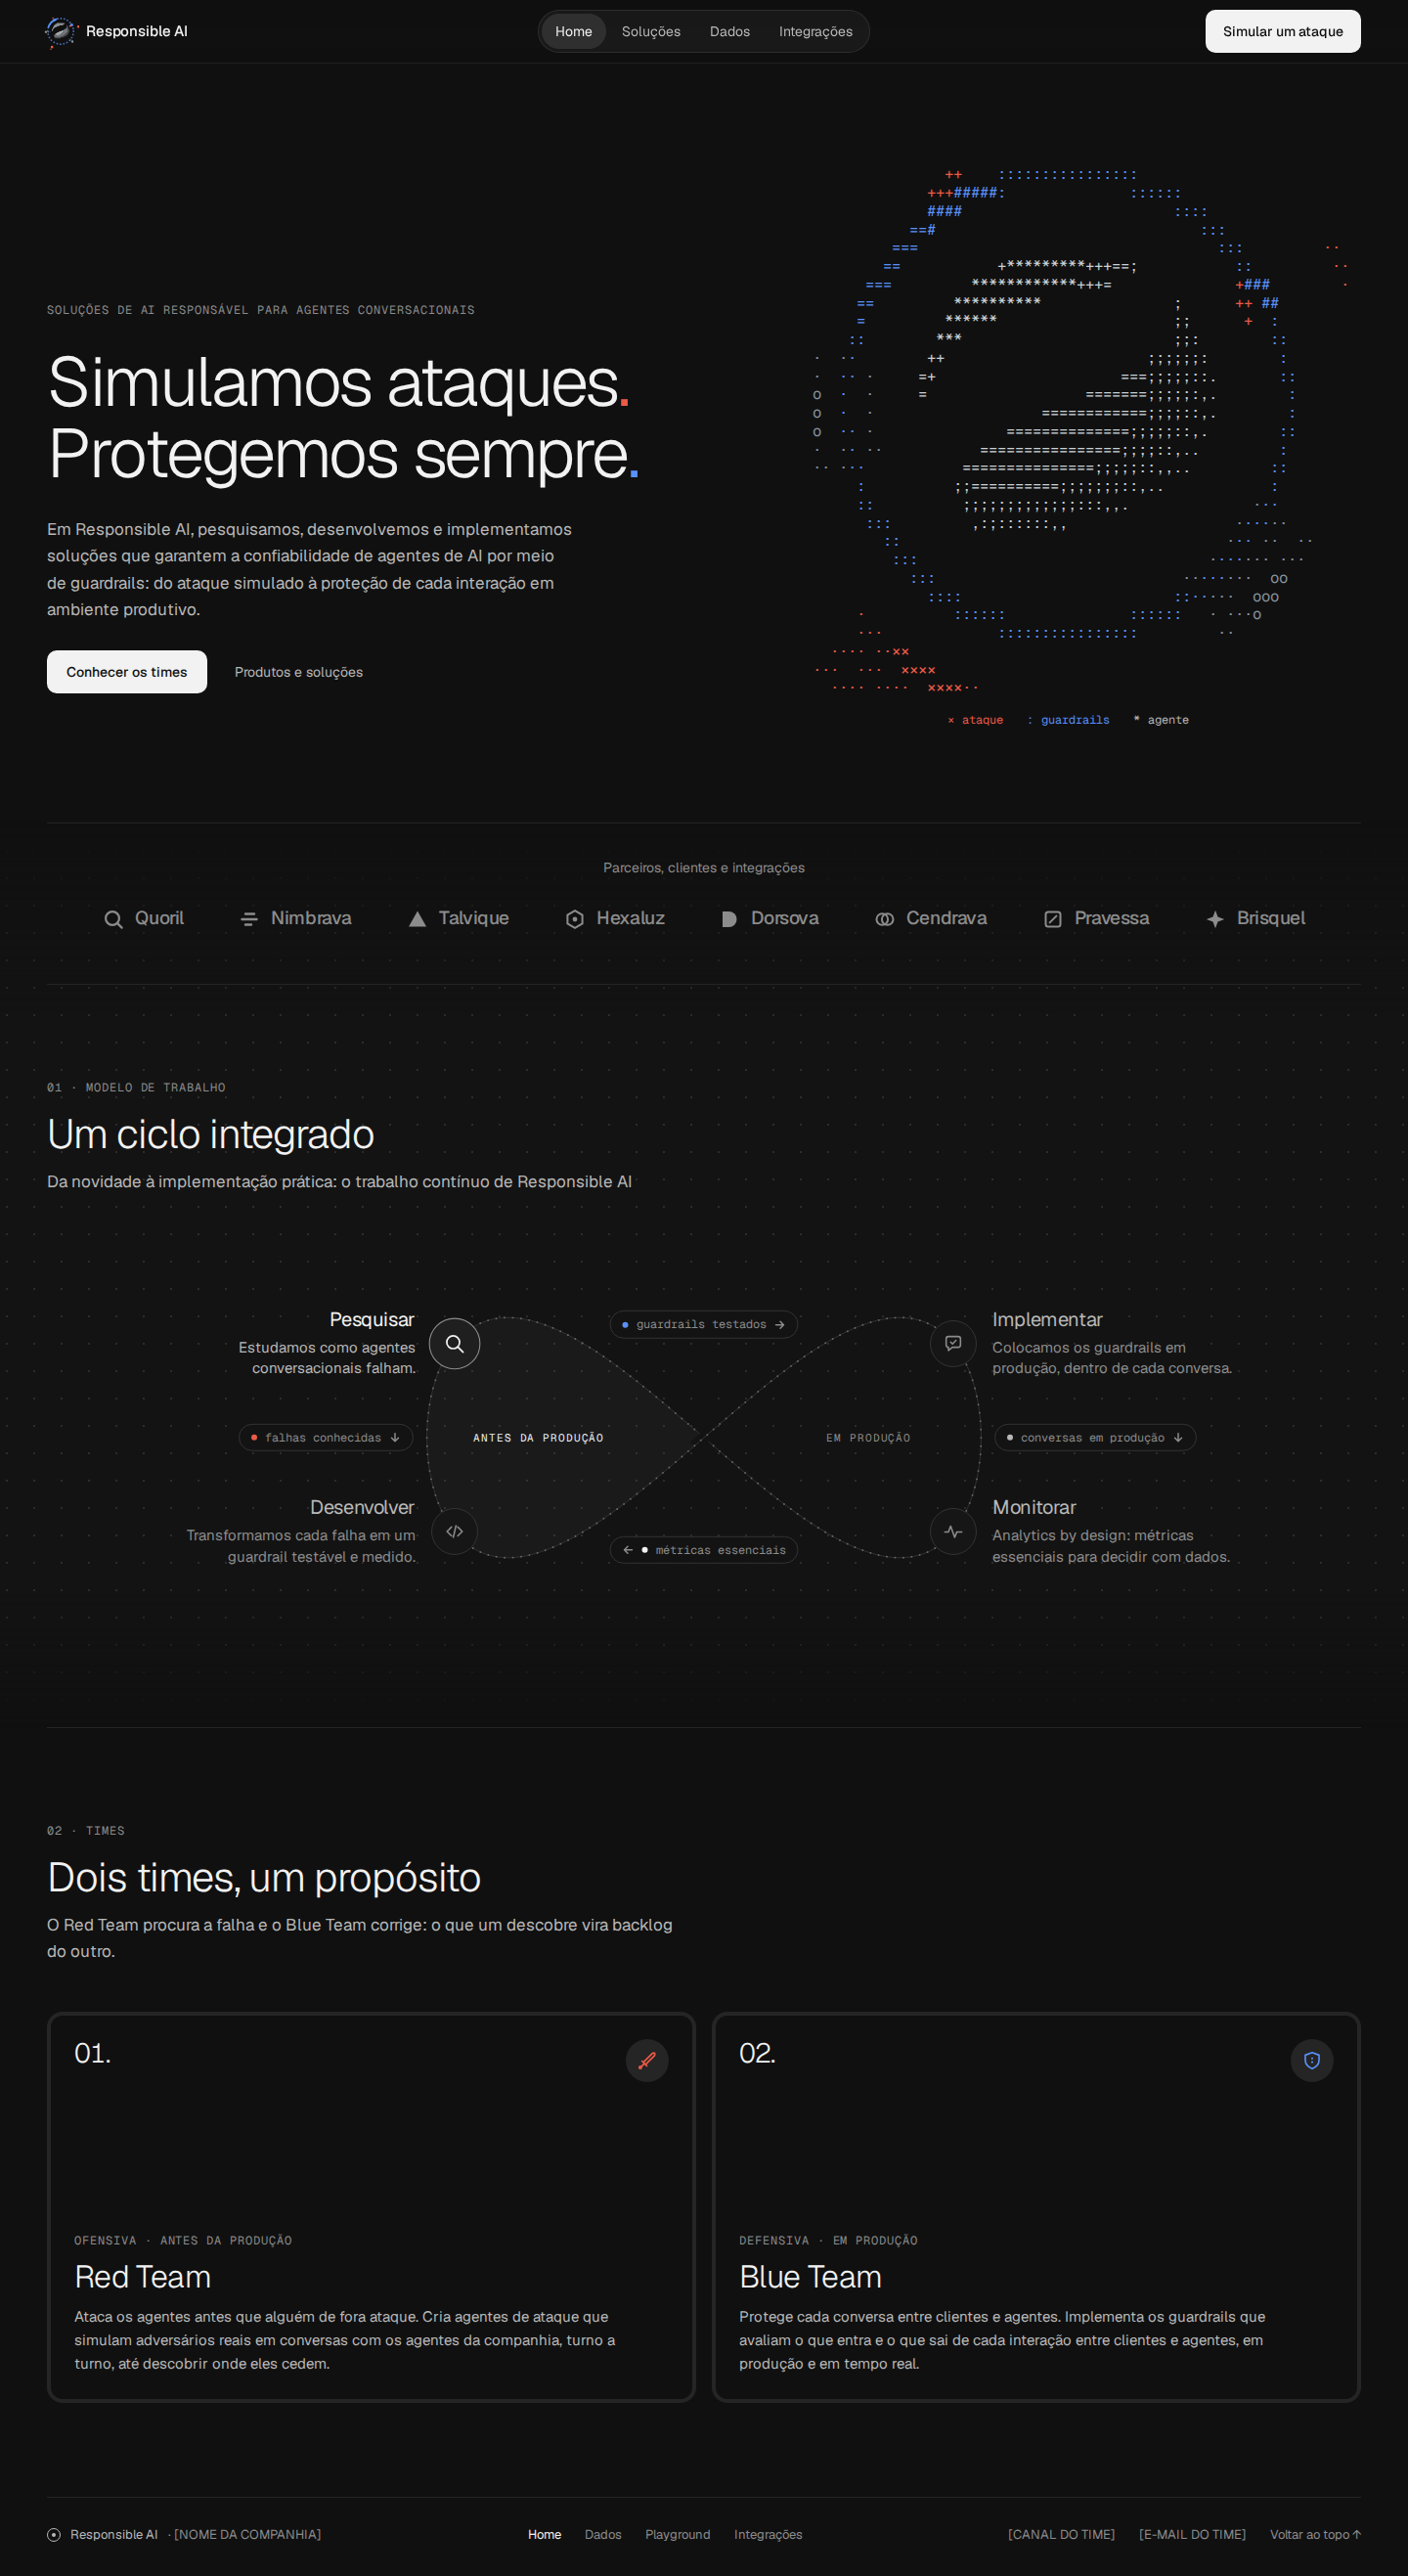 Responsible AI
Home
Soluções
Dados
Integrações
Simular um ataque
SOLUÇÕES DE AI RESPONSÁVEL PARA AGENTES CONVERSACIONAIS
Simulamos ataques.
Protegemos sempre.
Em Responsible AI, pesquisamos, desenvolvemos e implementamos
soluções que garantem a confiabilidade de agentes de AI por meio
de guardrails: do ataque simulado à proteção de cada interação em
ambiente produtivo.
Conhecer os times
Produtos e soluções
× ataque : guardrails * agente
Parceiros, clientes e integrações
Quoril
Nimbrava
Talvique
Hexaluz
Dorsova
Cendrava
Pravessa
Brisquel
01 · MODELO DE TRABALHO
Um ciclo integrado
Da novidade à implementação prática: o trabalho contínuo de Responsible AI
Pesquisar
Estudamos como agentes
conversacionais falham.
guardrails testados →
Implementar
Colocamos os guardrails em
produção, dentro de cada conversa.
falhas conhecidas ↓
ANTES DA PRODUÇÃO
EM PRODUÇÃO
conversas em produção ↓
Desenvolver
Transformamos cada falha em um
guardrail testável e medido.
← métricas essenciais
Monitorar
Analytics by design: métricas
essenciais para decidir com dados.
02 · TIMES
Dois times, um propósito
O Red Team procura a falha e o Blue Team corrige: o que um descobre vira backlog
do outro.
01.
OFENSIVA · ANTES DA PRODUÇÃO
Red Team
Ataca os agentes antes que alguém de fora ataque. Cria agentes de ataque que
simulam adversários reais em conversas com os agentes da companhia, turno a
turno, até descobrir onde eles cedem.
02.
DEFENSIVA · EM PRODUÇÃO
Blue Team
Protege cada conversa entre clientes e agentes. Implementa os guardrails que
avaliam o que entra e o que sai de cada interação entre clientes e agentes, em
produção e em tempo real.
Responsible AI · [NOME DA COMPANHIA]
Home
Dados
Playground
Integrações
[CANAL DO TIME]
[E-MAIL DO TIME]
Voltar ao topo ↑